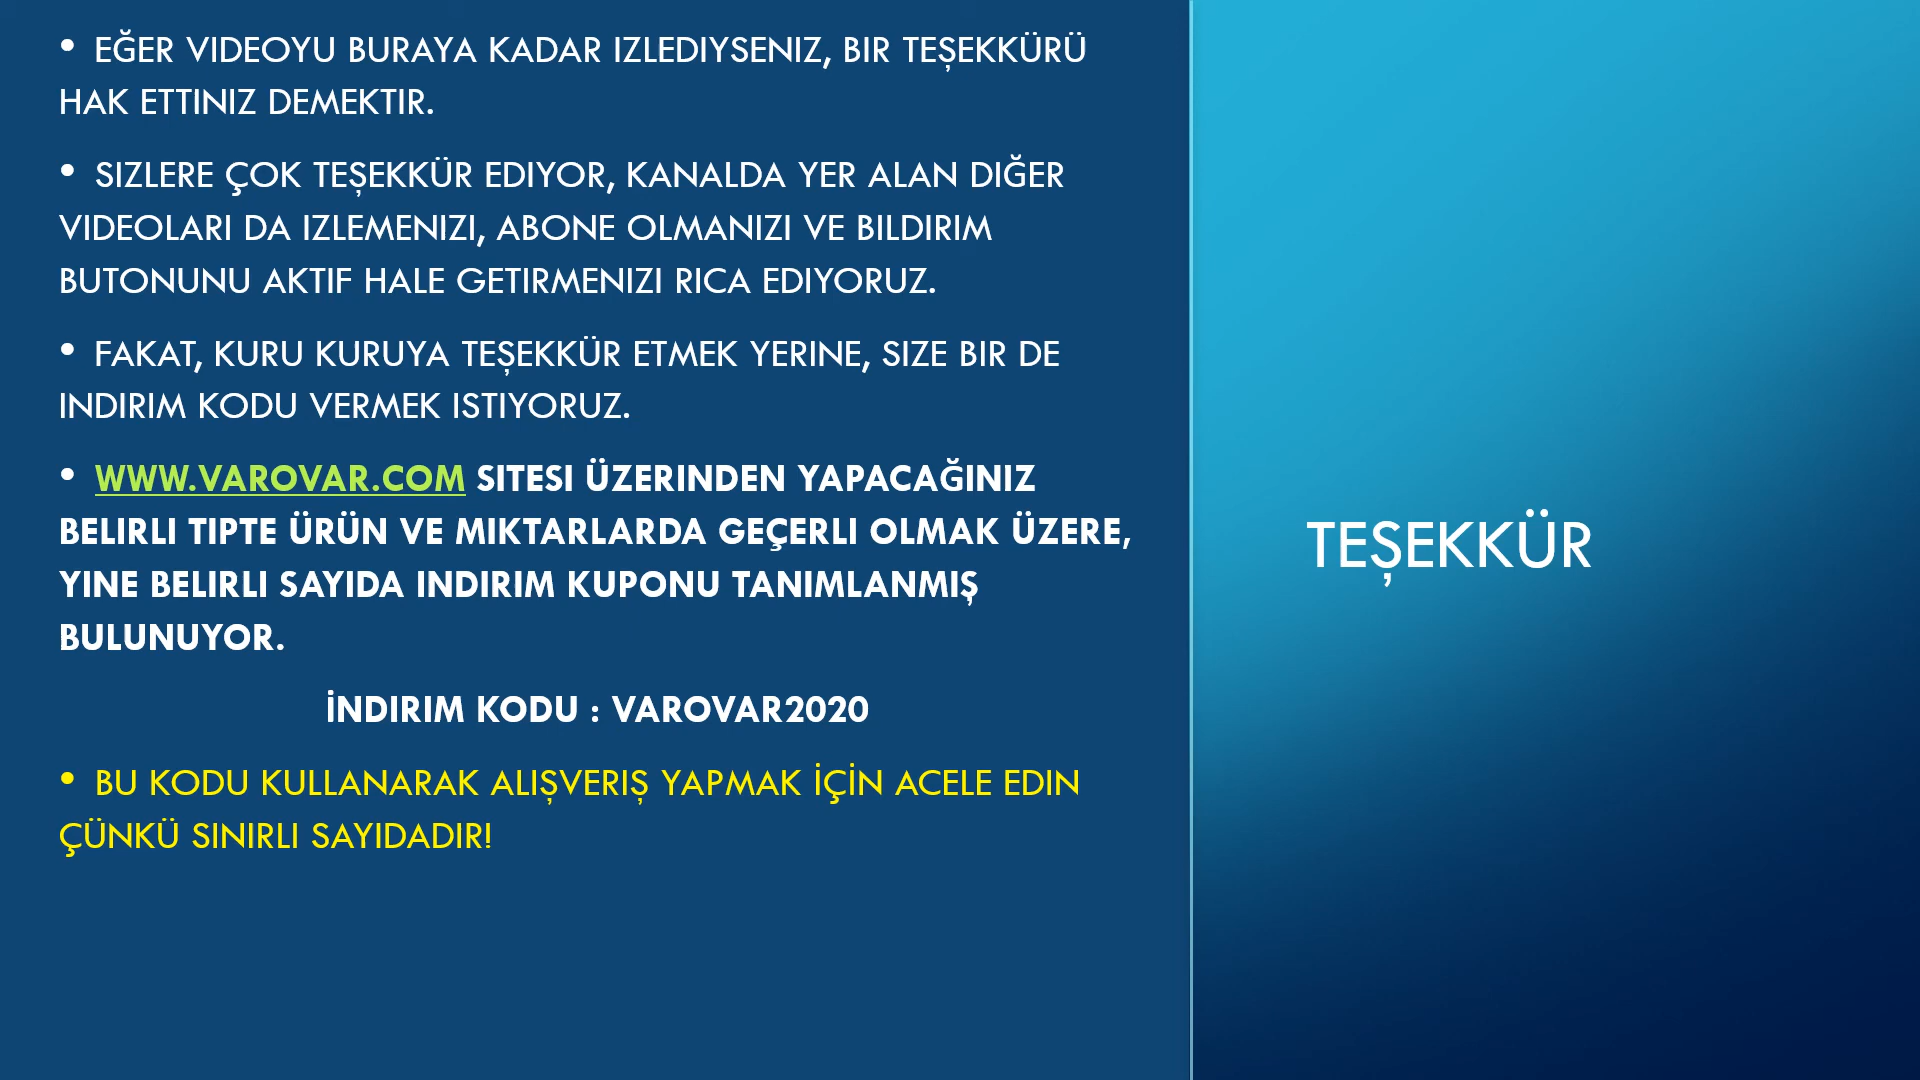 • EĞER VIDEOYU BURAYA KADAR IZLEDIYSENIZ, BIR TEŞEKKÜRÜ
HAK ETTINIZ DEMEKTIR.
• SIZLERE ÇOK TEŞEKKÜR EDIYOR, KANALDA YER ALAN DIĞER
VIDEOLARI DA IZLEMENIZI, ABONE OLMANIZI VE BILDIRIM
BUTONUNU AKTIF HALE GETIRMENIZI RICA EDIYORUZ.
• FAKAT, KURU KURUYA TEŞEKKÜR ETMEK YERINE, SIZE BIR DE
INDIRIM KODU VERMEK ISTIYORUZ.
• WWW.VAROVAR.COM SITESI ÜZERINDEN YAPACAĞINIZ
BELIRLI TIPTE ÜRÜN VE MIKTARLARDA GEÇERLI OLMAK ÜZERE,
YINE BELIRLI SAYIDA INDIRIM KUPONU TANIMLANMIŞ
BULUNUYOR.
İNDIRIM KODU : VAROVAR2020
• BU KODU KULLANARAK ALIŞVERIŞ YAPMAK İÇİN ACELE EDIN
ÇÜNKÜ SINIRLI SAYIDADIR!
TEŞEKKÜR